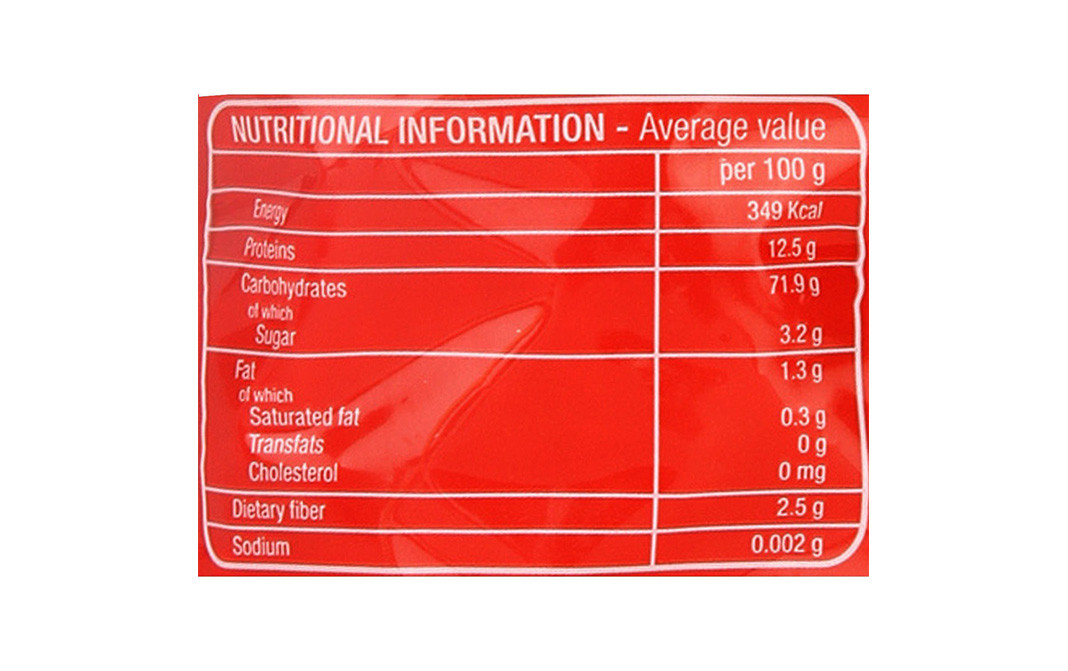 NUTRITIONAL INFORMATION - Average value
per 100 g
Energy 349 Kcal
Proteins 12.5 g
Carbohydrates 71.9 g
of which
Sugar 3.2 g
Fat 1.3 g
of which
Saturated fat 0.3 g
Transfats 0 g
Cholesterol 0 mg
Dietary fiber 2.5 g
Sodium 0.002 g